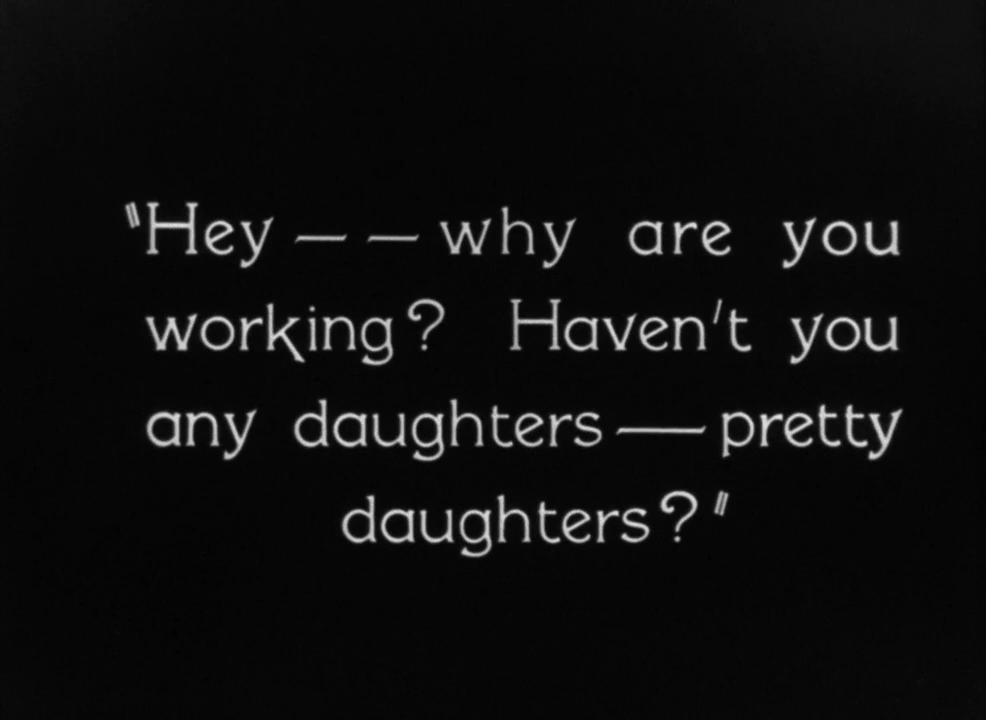 "Hey — — why are you
working? Haven't you
any daughters — pretty
daughters?"